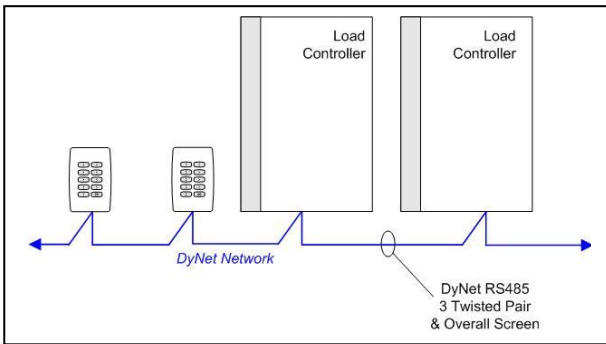 Load
Controller
Load
Controller
DyNet Network
DyNet RS485
3 Twisted Pair
& Overall Screen